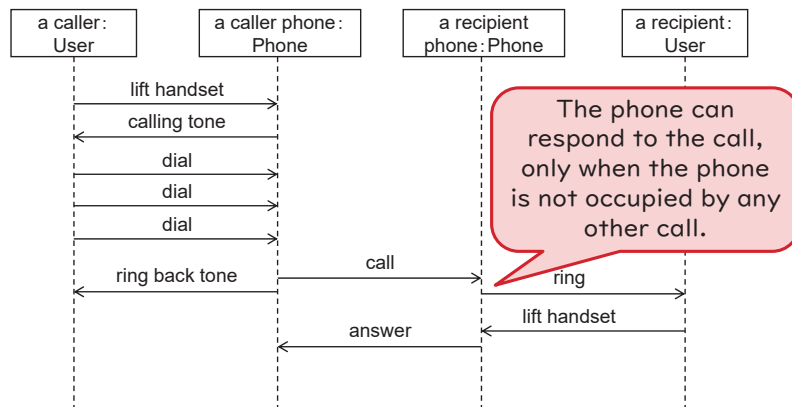 a caller:
User
a caller phone:
Phone
a recipient
phone:Phone
a recipient:
User
lift handset
calling tone
dial
dial
dial
The phone can
respond to the call,
only when the phone
is not occupied by any
other call.
call
ring back tone
ring
lift handset
answer